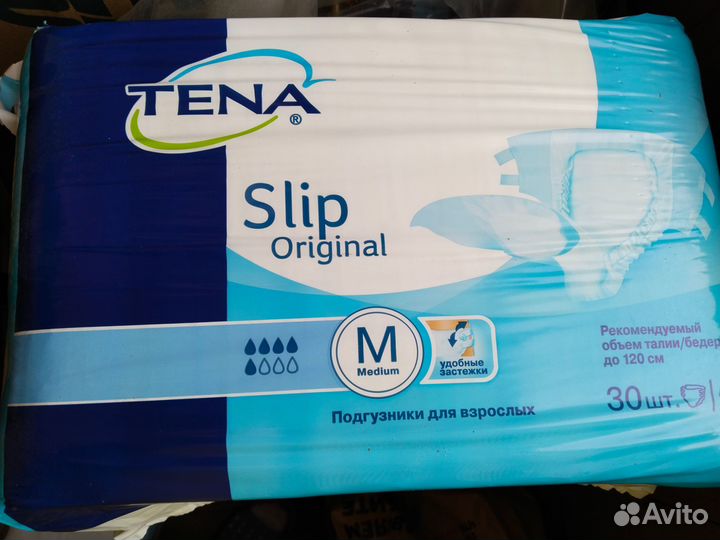 TENA
®
Slip
Original
M
Medium
удобные
застежки
Рекомендуемый
объем талии/бедер
до 120 см
30 шт.
Подгузники для взрослых
Avito